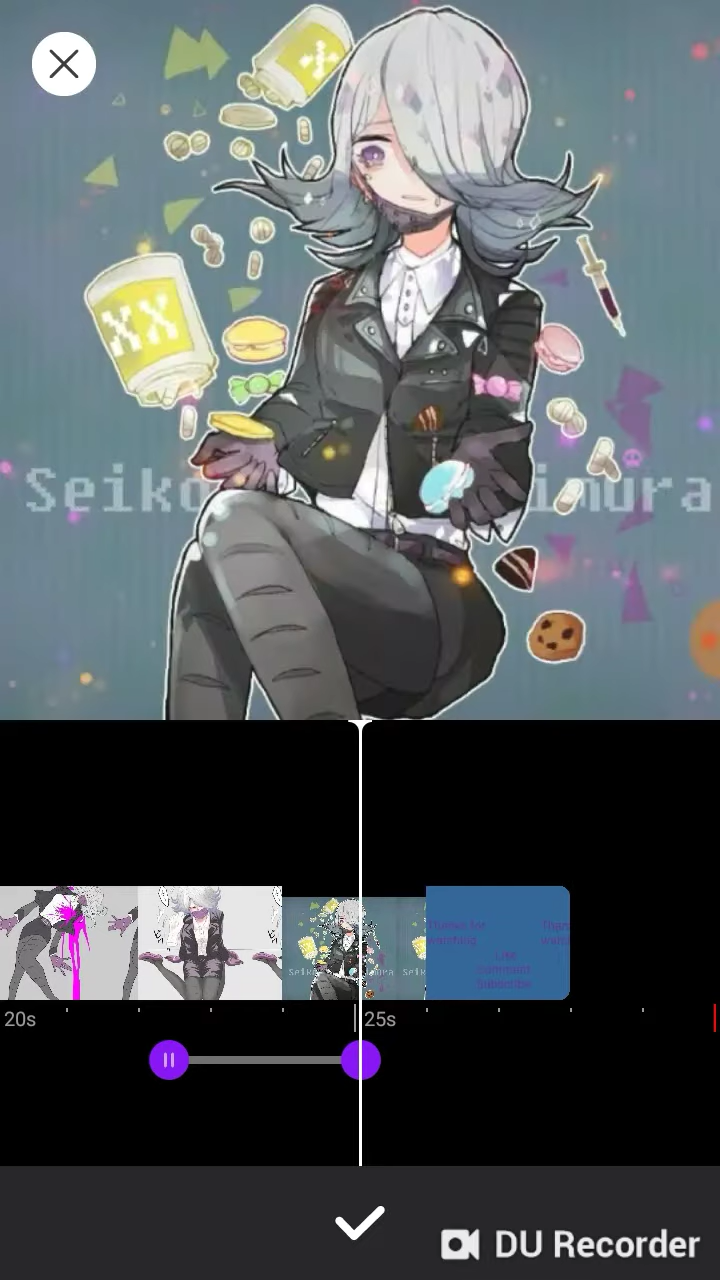 XX
Seiko imura
Thanks for
watching
Like
comment
Subscribe
20s
25s
DU Recorder